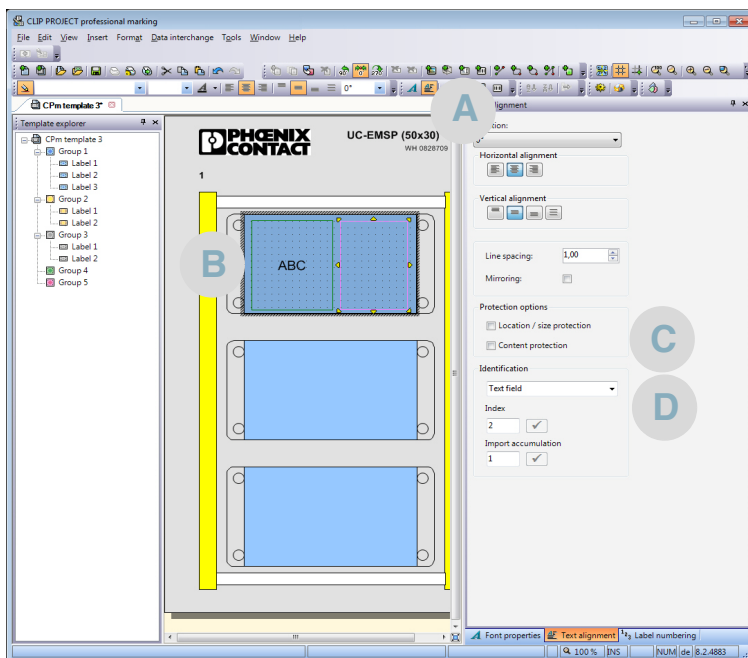 CLIP PROJECT professional marking
File Edit View Insert Format Data interchange Tools Window Help
0°
CPm template 3*
Template explorer
CPm template 3
Group 1
Label 1
Label 2
Label 3
Group 2
Label 1
Label 2
Group 3
Label 1
Label 2
Group 4
Group 5
PHŒNIX
CONTACT
UC-EMSP (50x30)
WH 0828709
1
ABC
A
B
C
D
Horizontal alignment
Vertical alignment
Line spacing: 1,00
Mirroring:
Protection options
Location / size protection
Content protection
Identification
Text field
Index
2
Import accumulation
1
Font properties Text alignment Label numbering
100 % INS NUM de 8.2.4883